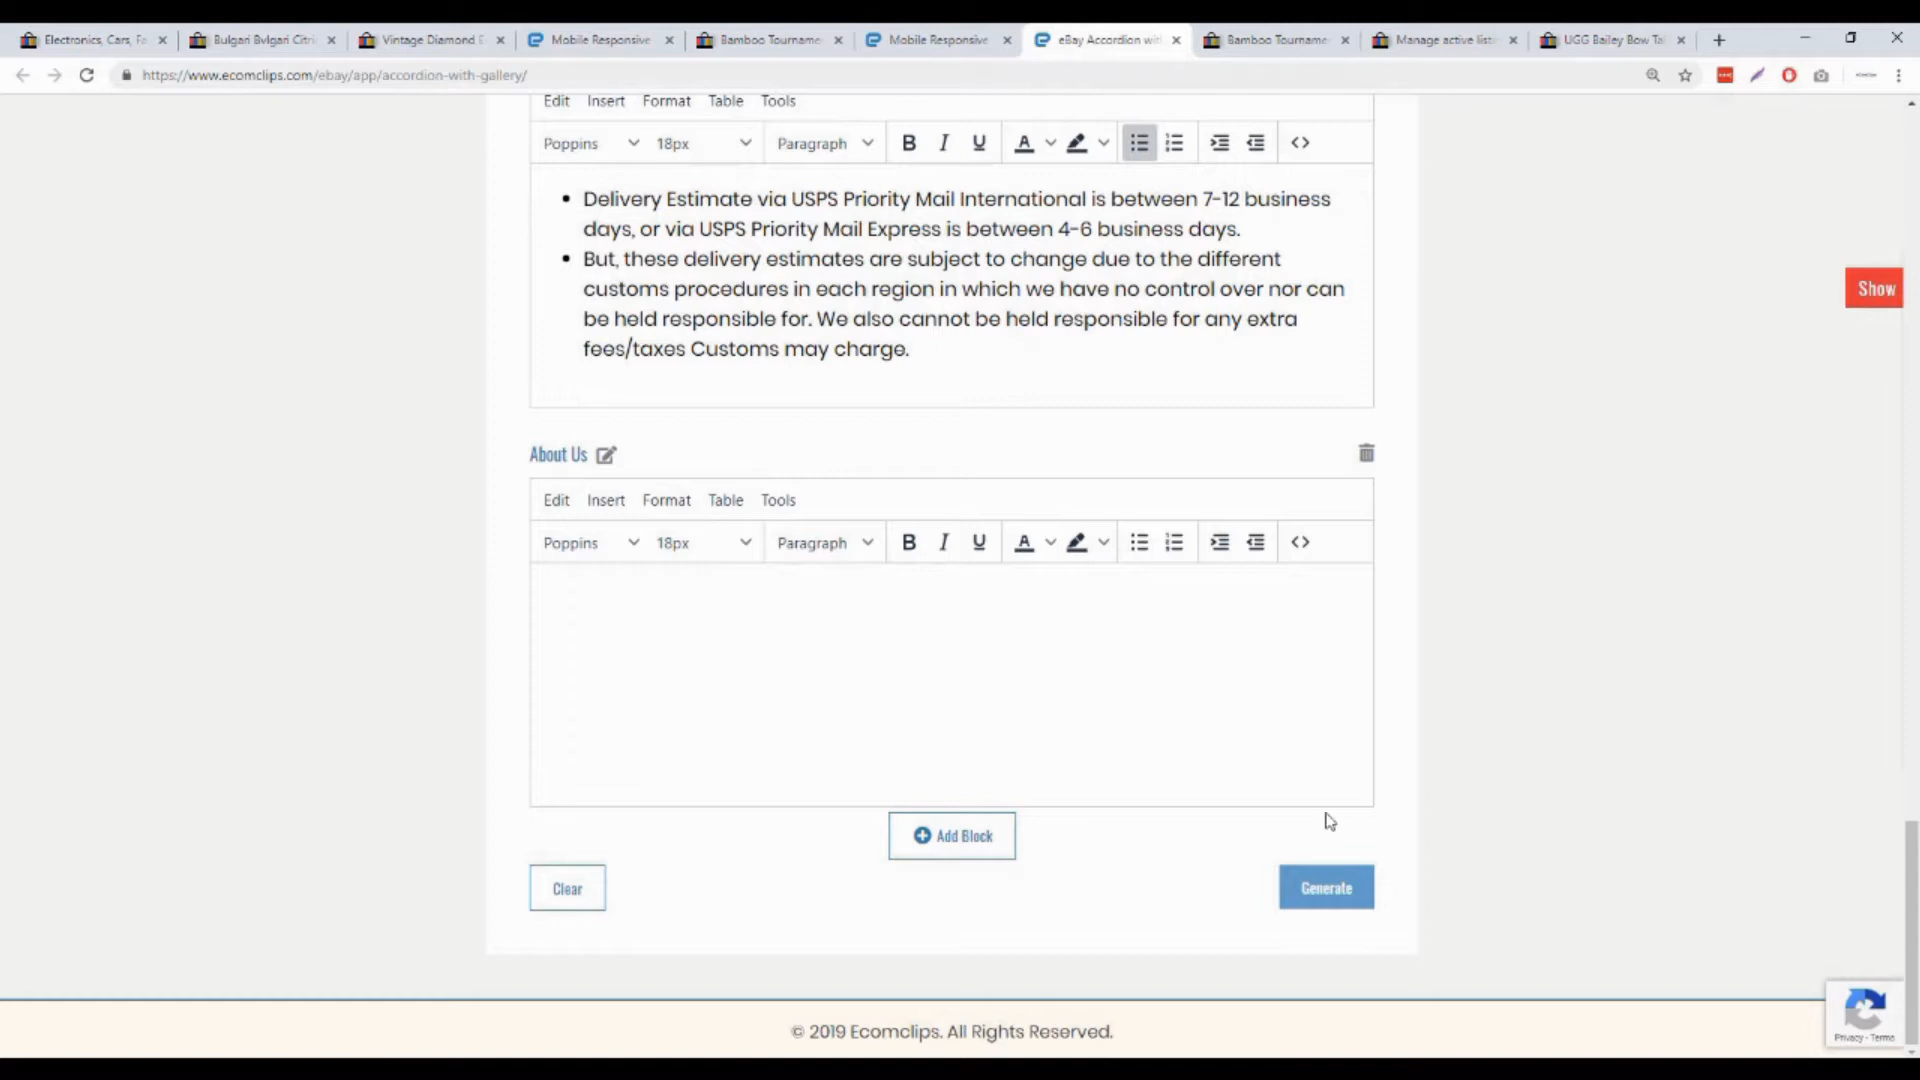 Electronics, Cars, Fa
Bulgari Bvlgari Citri
Vintage Diamond E
Mobile Responsive
Bamboo Tourname
Mobile Responsive
eBay Accordion wit
Bamboo Tourname
Manage active listi
UGG Bailey Bow Tal
https://www.ecomclips.com/ebay/app/accordion-with-gallery/
Edit Insert Format Table Tools
Poppins 18px Paragraph B I U A
• Delivery Estimate via USPS Priority Mail International is between 7-12 business
days, or via USPS Priority Mail Express is between 4-6 business days.
• But, these delivery estimates are subject to change due to the different
customs procedures in each region in which we have no control over nor can
be held responsible for. We also cannot be held responsible for any extra
fees/taxes Customs may charge.
Show
About Us
Edit Insert Format Table Tools
Poppins 18px Paragraph B I U A
Add Block
Clear
Generate
© 2019 Ecomclips. All Rights Reserved.
Privacy - Terms